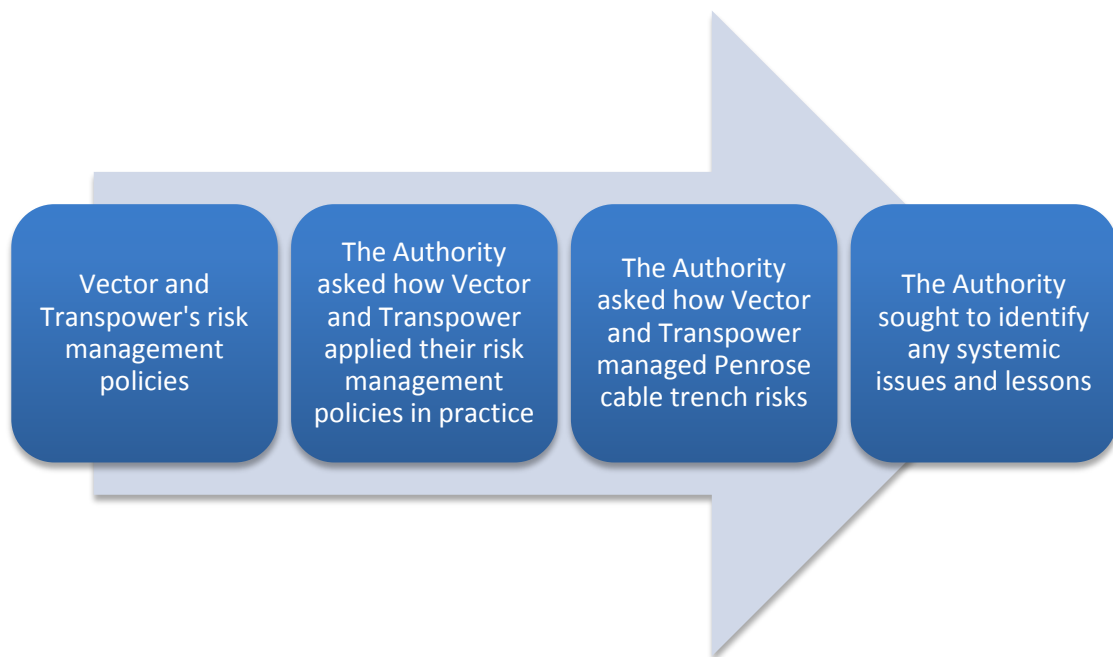 Vector and
Transpower's risk
management
policies
The Authority
asked how Vector
and Transpower
applied their risk
management
policies in practice
The Authority
asked how Vector
and Transpower
managed Penrose
cable trench risks
The Authority
sought to identify
any systemic
issues and lessons